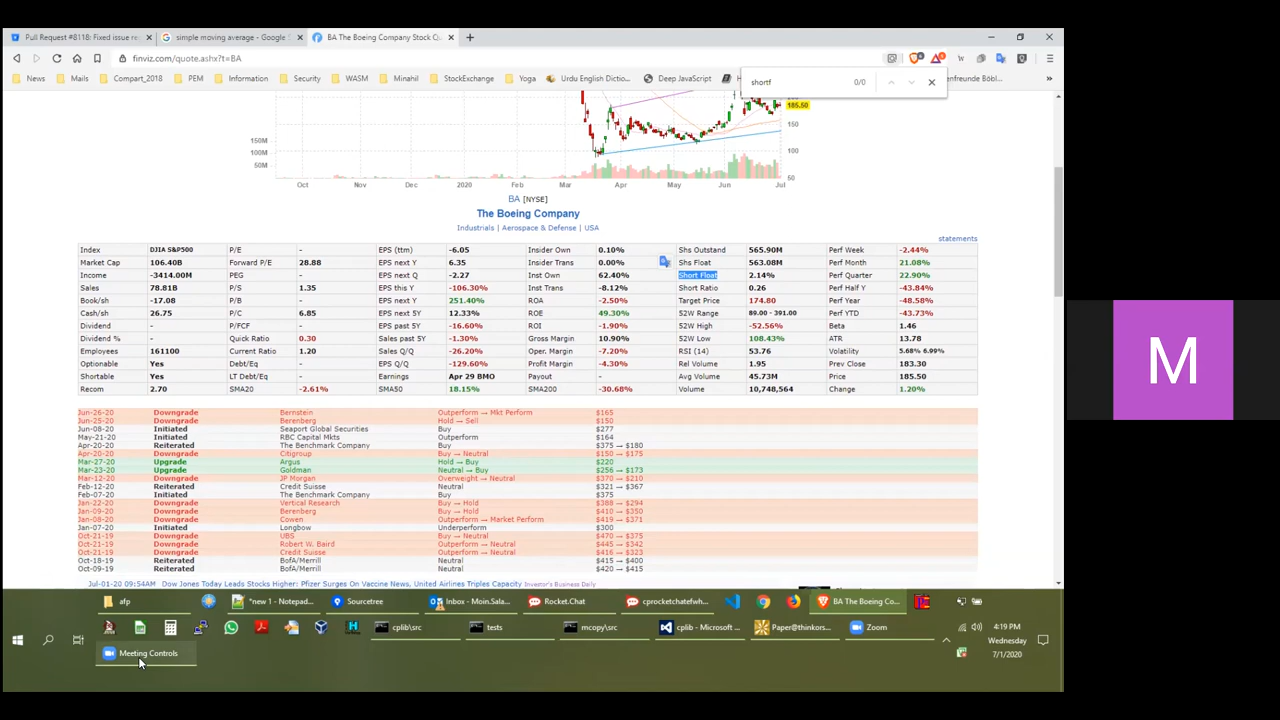 Pull Request #8118: Fixed issue re
simple moving average - Google
BA The Boeing Company Stock Qu
finviz.com/quote.ashx?t=BA
News Mails Compart_2018 PEM Information Security WASM Minahil StockExchange Yoga Urdu English Dictio... Deep JavaScript enfreunde Böbl...
shortf 0/0
185.50
150
100
50
150M
100M
50M
Oct Nov Dec 2020 Feb Mar Apr May Jun Jul
BA [NYSE]
The Boeing Company
Industrials | Aerospace & Defense | USA
statements
Index DJIA S&P500 P/E - EPS (ttm) -6.05 Insider Own 0.10% Shs Outstand 565.90M Perf Week -2.44%
Market Cap 106.40B Forward P/E 28.88 EPS next Y 6.35 Insider Trans 0.00% Shs Float 563.08M Perf Month 21.08%
Income -3414.00M PEG - EPS next Q -2.27 Inst Own 62.40% Short Float 2.14% Perf Quarter 22.90%
Sales 78.81B P/S 1.35 EPS this Y -106.30% Inst Trans -8.12% Short Ratio 0.26 Perf Half Y -43.84%
Book/sh -17.08 P/B - EPS next Y 251.40% ROA -2.50% Target Price 174.80 Perf Year -48.58%
Cash/sh 26.75 P/C 6.85 EPS next 5Y 12.33% ROE 49.30% 52W Range 89.00 - 391.00 Perf YTD -43.73%
Dividend - P/FCF - EPS past 5Y -16.60% ROI -1.90% 52W High -52.56% Beta 1.46
Dividend % - Quick Ratio 0.30 Sales past 5Y -1.30% Gross Margin 10.90% 52W Low 108.43% ATR 13.78
Employees 161100 Current Ratio 1.20 Sales Q/Q -26.20% Oper. Margin -7.20% RSI (14) 53.76 Volatility 5.68% 6.99%
Optionable Yes Debt/Eq - EPS Q/Q -129.60% Profit Margin -4.30% Rel Volume 1.95 Prev Close 183.30
Shortable Yes LT Debt/Eq - Earnings Apr 29 BMO Payout - Avg Volume 45.73M Price 185.50
Recom 2.70 SMA20 -2.61% SMA50 18.15% SMA200 -30.68% Volume 10,748,564 Change 1.20%
Jun-26-20 Downgrade Bernstein Outperform → Mkt Perform $165
Jun-25-20 Downgrade Berenberg Hold → Sell $150
Jun-08-20 Initiated Seaport Global Securities Buy $277
May-21-20 Initiated RBC Capital Mkts Outperform $164
Apr-20-20 Reiterated The Benchmark Company Buy $375 → $180
Apr-20-20 Downgrade Citigroup Buy → Neutral $150 → $175
Mar-27-20 Upgrade Argus Hold → Buy $220
Mar-23-20 Upgrade Goldman Neutral → Buy $256 → $173
Mar-12-20 Downgrade JP Morgan Overweight → Neutral $370 → $210
Feb-12-20 Reiterated Credit Suisse Neutral $321 → $367
Feb-07-20 Initiated The Benchmark Company Buy $375
Jan-22-20 Downgrade Vertical Research Buy → Hold $388 → $294
Jan-09-20 Downgrade Berenberg Buy → Hold $410 → $350
Jan-08-20 Downgrade Cowen Outperform → Market Perform $419 → $371
Jan-07-20 Initiated Longbow Underperform $300
Oct-21-19 Downgrade UBS Buy → Neutral $470 → $375
Oct-21-19 Downgrade Robert W. Baird Outperform → Neutral $445 → $342
Oct-21-19 Downgrade Credit Suisse Outperform → Neutral $416 → $323
Oct-18-19 Reiterated BofA/Merrill Neutral $415 → $400
Oct-09-19 Reiterated BofA/Merrill Neutral $420 → $415
Jul-01-20 09:54AM Dow Jones Today Leads Stocks Higher: Pfizer Surges On Vaccine News, United Airlines Triples Capacity Investor's Business Daily
afp *new 1 - Notepad... Sourcetree Inbox - Moin.Sala... Rocket.Chat cprocketchatefwh... BA The Boeing Co...
cplib\src tests mcopy\src cplib - Microsoft ... Paper@thinkors... Zoom
Meeting Controls
4:19 PM
Wednesday
7/1/2020
M